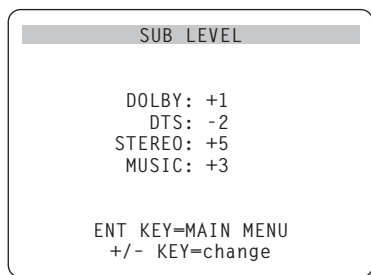 SUB LEVEL
DOLBY: +1
DTS: -2
STEREO: +5
MUSIC: +3
ENT KEY=MAIN MENU
+/- KEY=change